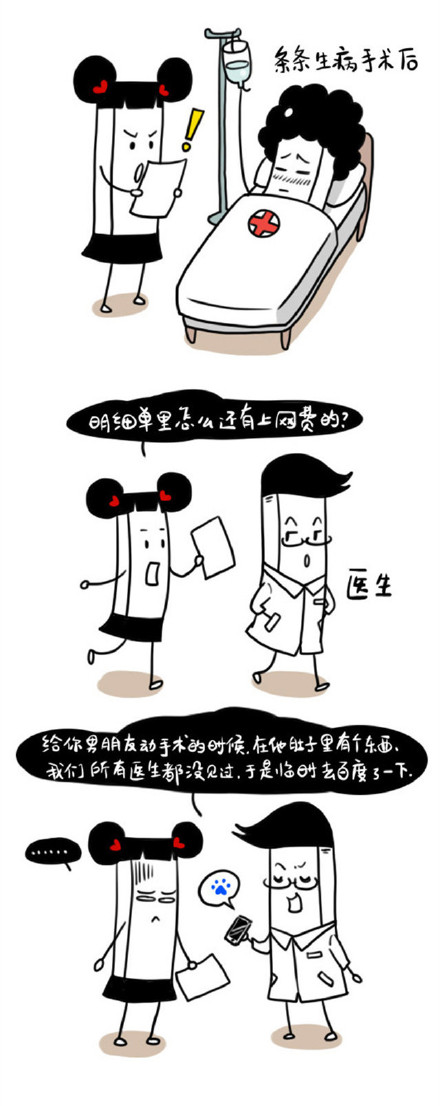 条条生病手术后
!
明细单里怎么还有上网费的?
医生
给你男朋友动手术的时候,在他肚子里有个东西,
我们所有医生都没见过,于是临时去百度了一下.
......